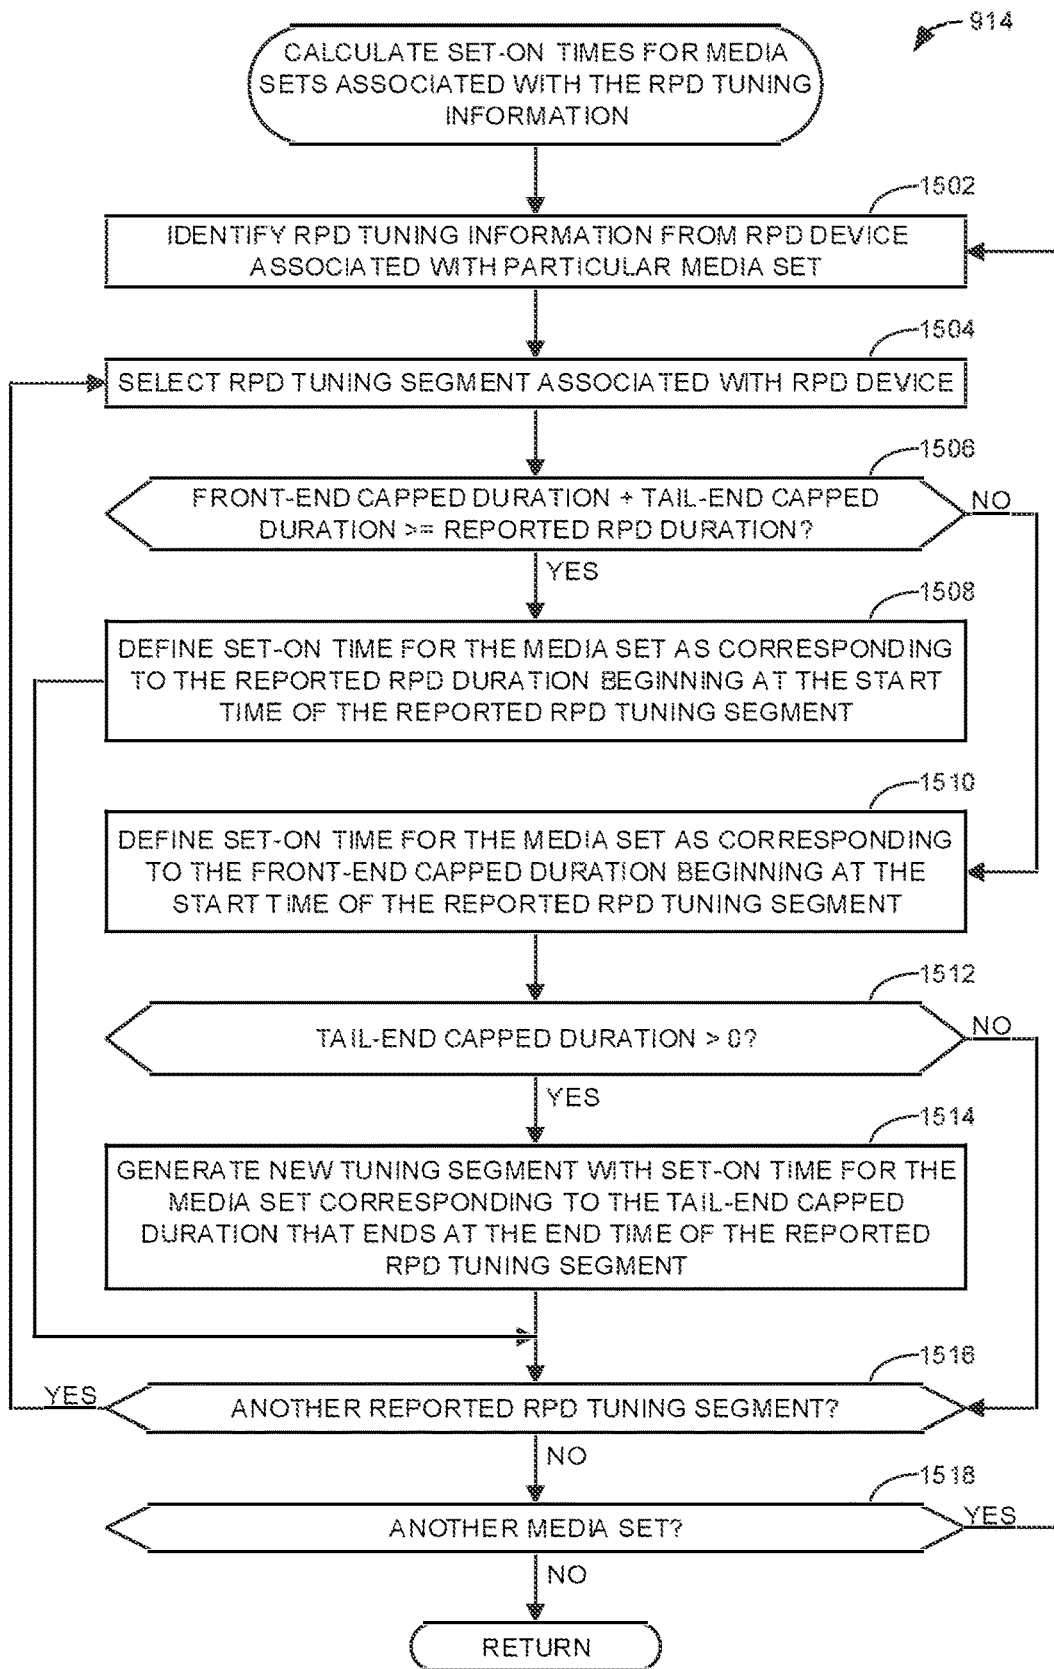 914
CALCULATE SET-ON TIMES FOR MEDIA
SETS ASSOCIATED WITH THE RPD TUNING
INFORMATION
1502
IDENTIFY RPD TUNING INFORMATION FROM RPD DEVICE
ASSOCIATED WITH PARTICULAR MEDIA SET
1504
SELECT RPD TUNING SEGMENT ASSOCIATED WITH RPD DEVICE
1506
FRONT-END CAPPED DURATION + TAIL-END CAPPED
DURATION >= REPORTED RPD DURATION?
NO
YES
1508
DEFINE SET-ON TIME FOR THE MEDIA SET AS CORRESPONDING
TO THE REPORTED RPD DURATION BEGINNING AT THE START
TIME OF THE REPORTED RPD TUNING SEGMENT
1510
DEFINE SET-ON TIME FOR THE MEDIA SET AS CORRESPONDING
TO THE FRONT-END CAPPED DURATION BEGINNING AT THE
START TIME OF THE REPORTED RPD TUNING SEGMENT
1512
TAIL-END CAPPED DURATION > 0?
NO
YES
1514
GENERATE NEW TUNING SEGMENT WITH SET-ON TIME FOR THE
MEDIA SET CORRESPONDING TO THE TAIL-END CAPPED
DURATION THAT ENDS AT THE END TIME OF THE REPORTED
RPD TUNING SEGMENT
1516
YES
ANOTHER REPORTED RPD TUNING SEGMENT?
NO
1518
ANOTHER MEDIA SET?
YES
NO
RETURN